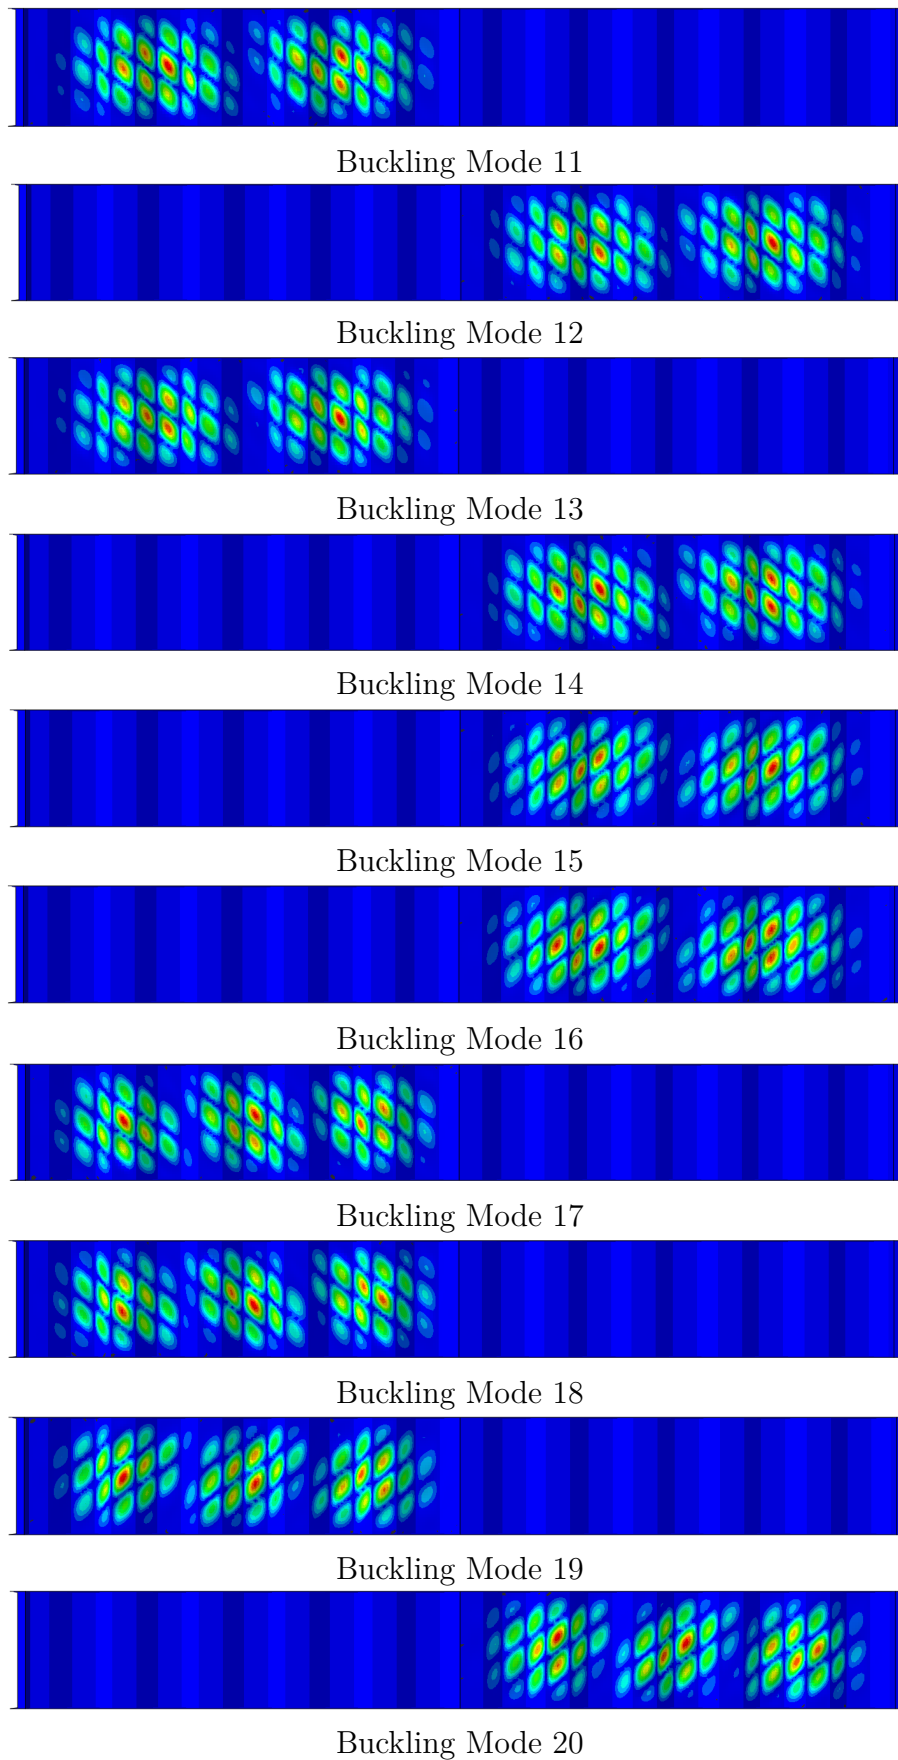 Buckling Mode 11
Buckling Mode 12
Buckling Mode 13
Buckling Mode 14
Buckling Mode 15
Buckling Mode 16
Buckling Mode 17
Buckling Mode 18
Buckling Mode 19
Buckling Mode 20